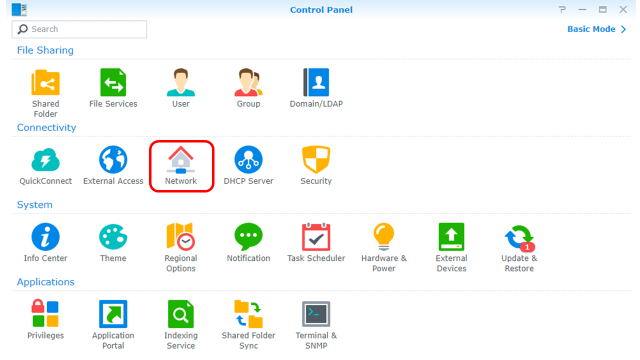 Control Panel
Search
Basic Mode
File Sharing
Shared Folder
File Services
User
Group
Domain/LDAP
Connectivity
QuickConnect
External Access
Network
DHCP Server
Security
System
Info Center
Theme
Regional Options
Notification
Task Scheduler
Hardware & Power
External Devices
Update & Restore
1
Applications
Privileges
Application Portal
Indexing Service
Shared Folder Sync
Terminal & SNMP